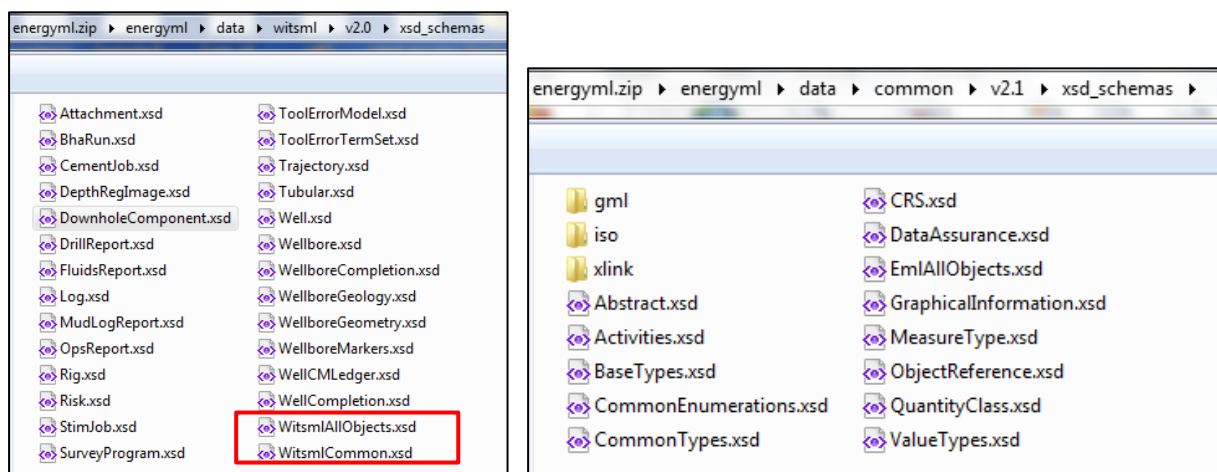 energyml.zip ▸ energyml ▸ data ▸ witsml ▸ v2.0 ▸ xsd_schemas
Attachment.xsd
BhaRun.xsd
CementJob.xsd
DepthRegImage.xsd
DownholeComponent.xsd
DrillReport.xsd
FluidsReport.xsd
Log.xsd
MudLogReport.xsd
OpsReport.xsd
Rig.xsd
Risk.xsd
StimJob.xsd
SurveyProgram.xsd
ToolErrorModel.xsd
ToolErrorTermSet.xsd
Trajectory.xsd
Tubular.xsd
Well.xsd
Wellbore.xsd
WellboreCompletion.xsd
WellboreGeology.xsd
WellboreGeometry.xsd
WellboreMarkers.xsd
WellCMLedger.xsd
WellCompletion.xsd
WitsmlAllObjects.xsd
WitsmlCommon.xsd
energyml.zip ▸ energyml ▸ data ▸ common ▸ v2.1 ▸ xsd_schemas ▸
gml
iso
xlink
Abstract.xsd
Activities.xsd
BaseTypes.xsd
CommonEnumerations.xsd
CommonTypes.xsd
CRS.xsd
DataAssurance.xsd
EmlAllObjects.xsd
GraphicalInformation.xsd
MeasureType.xsd
ObjectReference.xsd
QuantityClass.xsd
ValueTypes.xsd